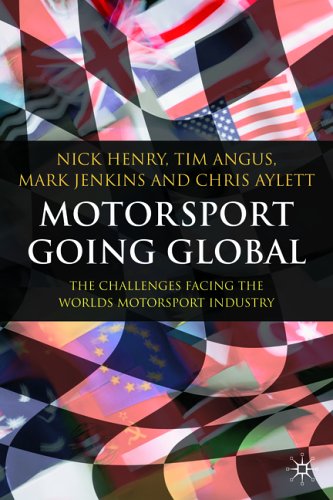 NICK HENRY, TIM ANGUS,
MARK JENKINS AND CHRIS AYLETT
MOTORSPORT
GOING GLOBAL
THE CHALLENGES FACING THE
WORLDS MOTORSPORT INDUSTRY